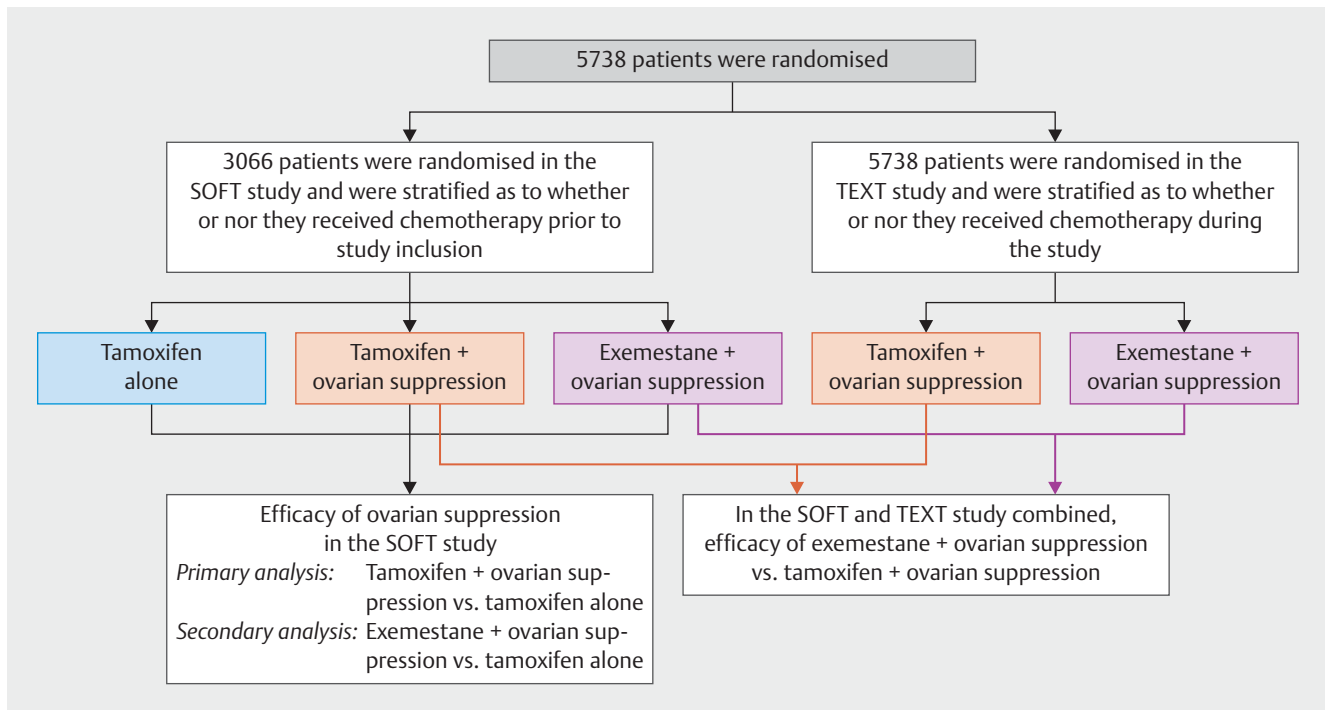 5738 patients were randomised
3066 patients were randomised in the
SOFT study and were stratified as to whether
or nor they received chemotherapy prior to
study inclusion
5738 patients were randomised in the
TEXT study and were stratified as to whether
or nor they received chemotherapy during
the study
Tamoxifen
alone
Tamoxifen +
ovarian suppression
Exemestane +
ovarian suppression
Tamoxifen +
ovarian suppression
Exemestane +
ovarian suppression
Efficacy of ovarian suppression
in the SOFT study
Primary analysis: Tamoxifen + ovarian sup-
pression vs. tamoxifen alone
Secondary analysis: Exemestane + ovarian sup-
pression vs. tamoxifen alone
In the SOFT and TEXT study combined,
efficacy of exemestane + ovarian suppression
vs. tamoxifen + ovarian suppression